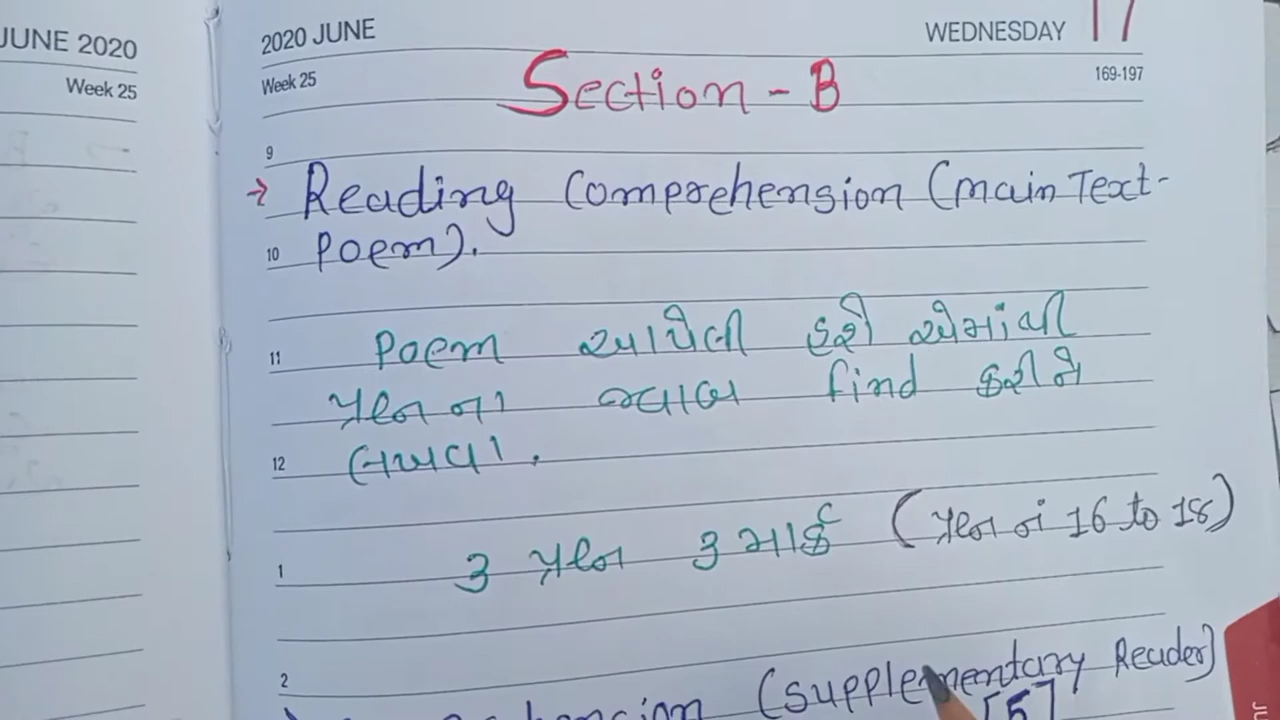 JUNE 2020
Week 25
2020 JUNE
WEDNESDAY 17
Week 25
169-197
Section - B
9
→ Reading Comprehension (main Text-
10 Poem).
11 Poem આપેલી હશે એમાંથી
પ્રશ્ન ના જવાબ find કરીને
12 લખવા.
1 3 પ્રશ્ન 3 માર્ક (પ્રશ્ન નં 16 to 18)
2
(Supplementary Reader)
[5]